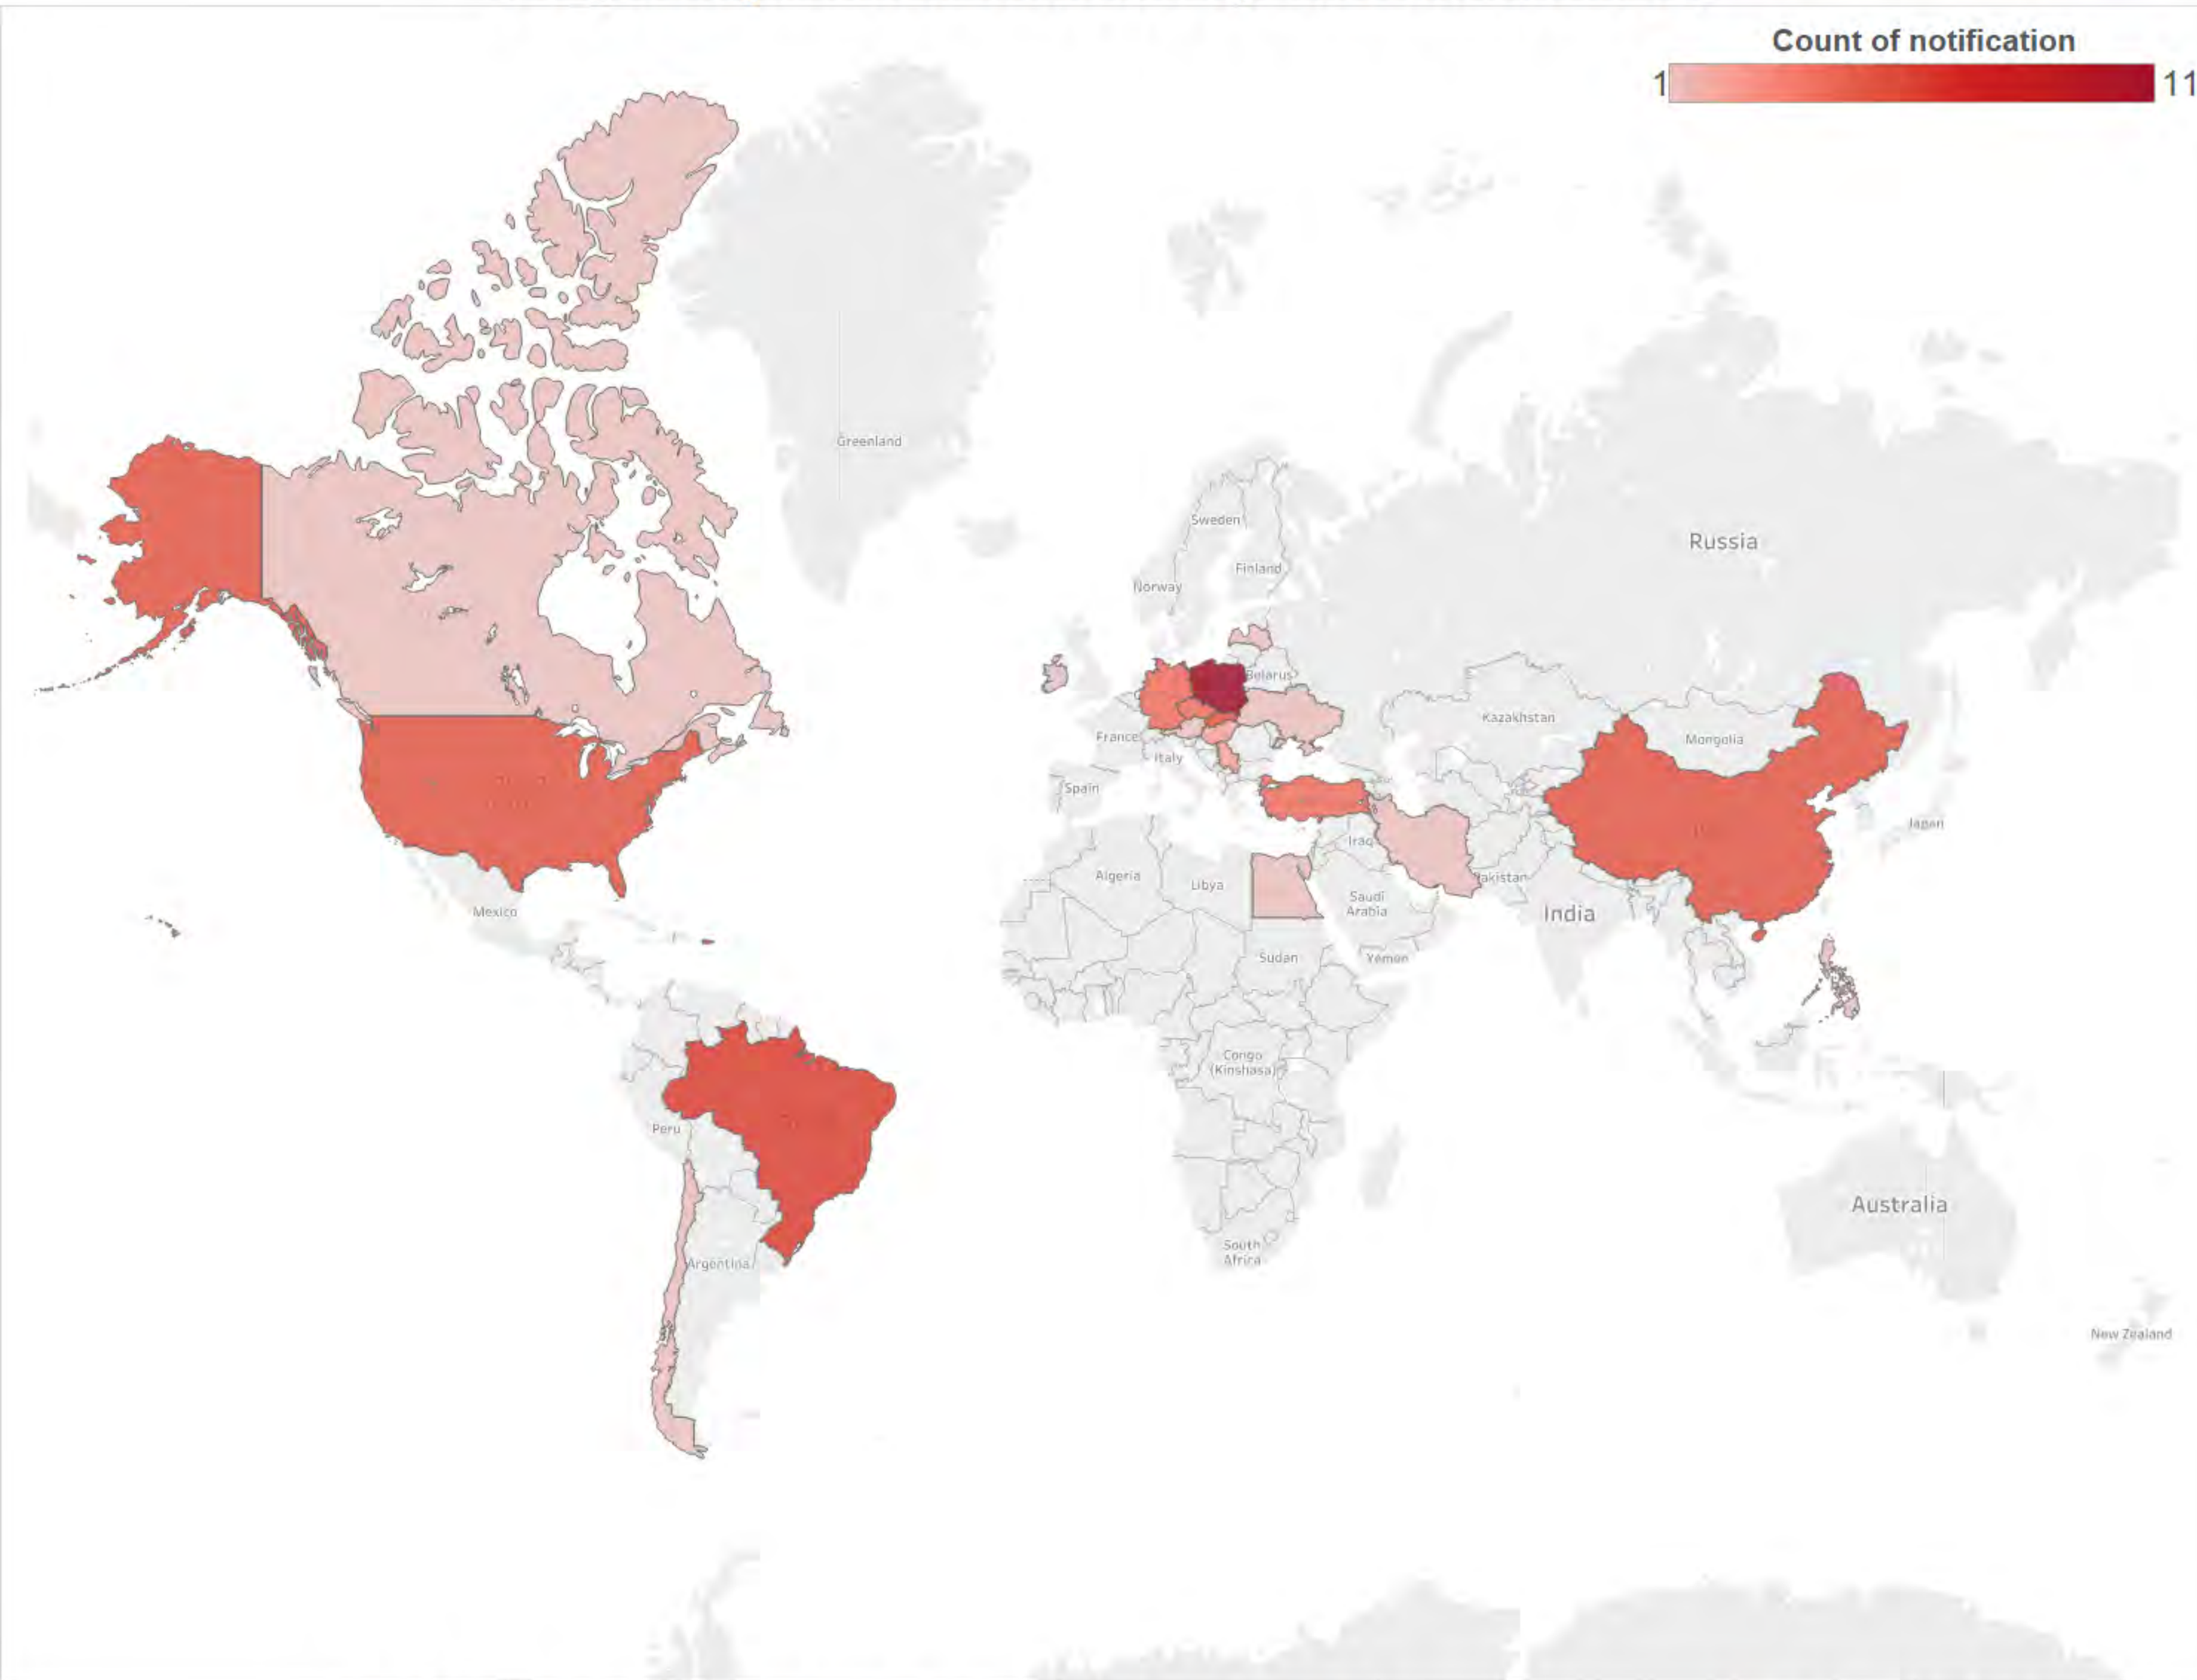 Count of notification
1 11
Greenland
Sweden
Russia
Finland
Norway
Belarus
Kazakhstan
France
Mongolia
Italy
Spain
Japan
Iraq
Algeria
Pakistan
Libya
Saudi
Arabia
Mexico
India
Sudan
Yemen
Congo
(Kinshasa)
Peru
Australia
South
Africa
Argentina
New Zealand